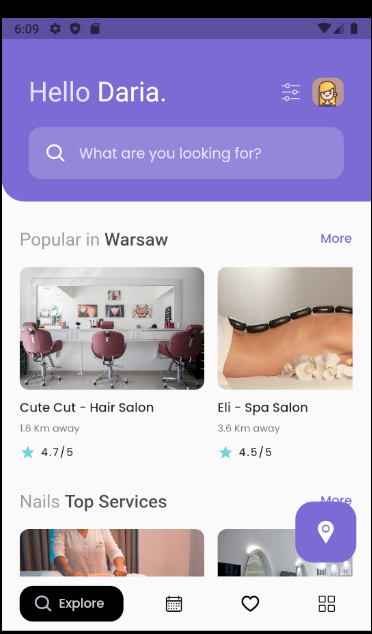 6:09
Hello Daria.
What are you looking for?
Popular in Warsaw
More
Cute Cut - Hair Salon
1.6 Km away
4.7/5
Eli - Spa Salon
3.6 Km away
4.5/5
Nails Top Services
More
Explore